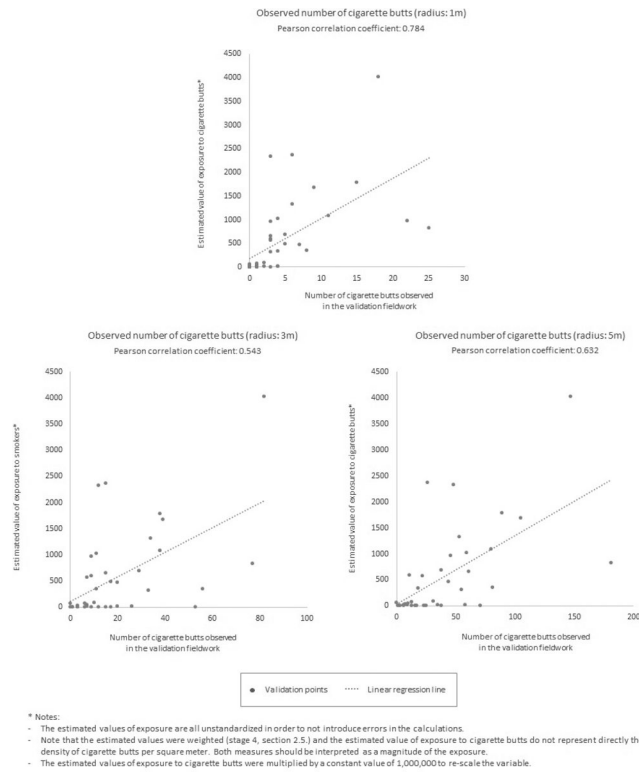 Observed number of cigarette butts (radius: 1m)
Pearson correlation coefficient: 0.784
Estimated value of exposure to cigarette butts*
4500
4000
3500
3000
2500
2000
1500
1000
500
0
0 5 10 15 20 25 30
Number of cigarette butts observed
in the validation fieldwork
Observed number of cigarette butts (radius: 3m)
Pearson correlation coefficient: 0.543
Estimated value of exposure to smokers*
4500
4000
3500
3000
2500
2000
1500
1000
500
0
0 20 40 60 80 100
Number of cigarette butts observed
in the validation fieldwork
Observed number of cigarette butts (radius: 5m)
Pearson correlation coefficient: 0.632
Estimated value of exposure to cigarette butts*
4500
4000
3500
3000
2500
2000
1500
1000
500
0
0 50 100 150 200
Number of cigarette butts observed
in the validation fieldwork
Validation points
Linear regression line
* Notes:
- The estimated values of exposure are all unstandardized in order to not introduce errors in the calculations.
- Note that the estimated values were weighted (stage 4, section 2.5.) and the estimated value of exposure to cigarette butts do not represent directly th
density of cigarette butts per square meter. Both measures should be interpreted as a magnitude of the exposure.
- The estimated values of exposure to cigarette butts were multiplied by a constant value of 1,000,000 to re-scale the variable.